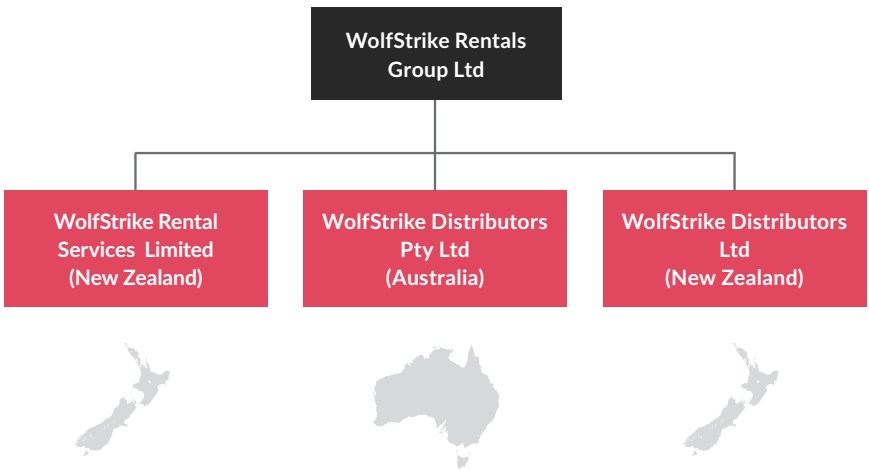 WolfStrike Rentals
Group Ltd
WolfStrike Rental
Services Limited
(New Zealand)
WolfStrike Distributors
Pty Ltd
(Australia)
WolfStrike Distributors
Ltd
(New Zealand)